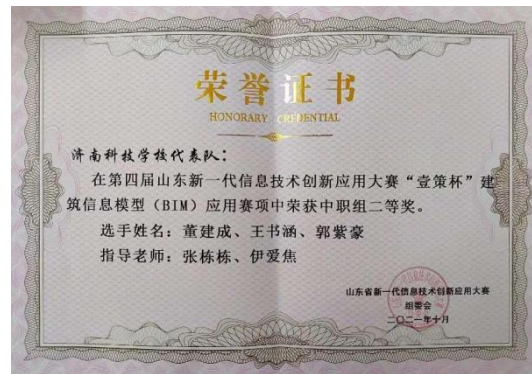 荣誉证书
HONORARY CREDENTIAL
济南科技学校代表队：
在第四届山东新一代信息技术创新应用大赛“壹策杯”建
筑信息模型（BIM）应用赛项中荣获中职组二等奖。
选手姓名：董建成、王书涵、郭紫豪
指导老师：张栋栋、伊爱焦
山东省新一代信息技术创新应用大赛
组委会
二〇二一年十月